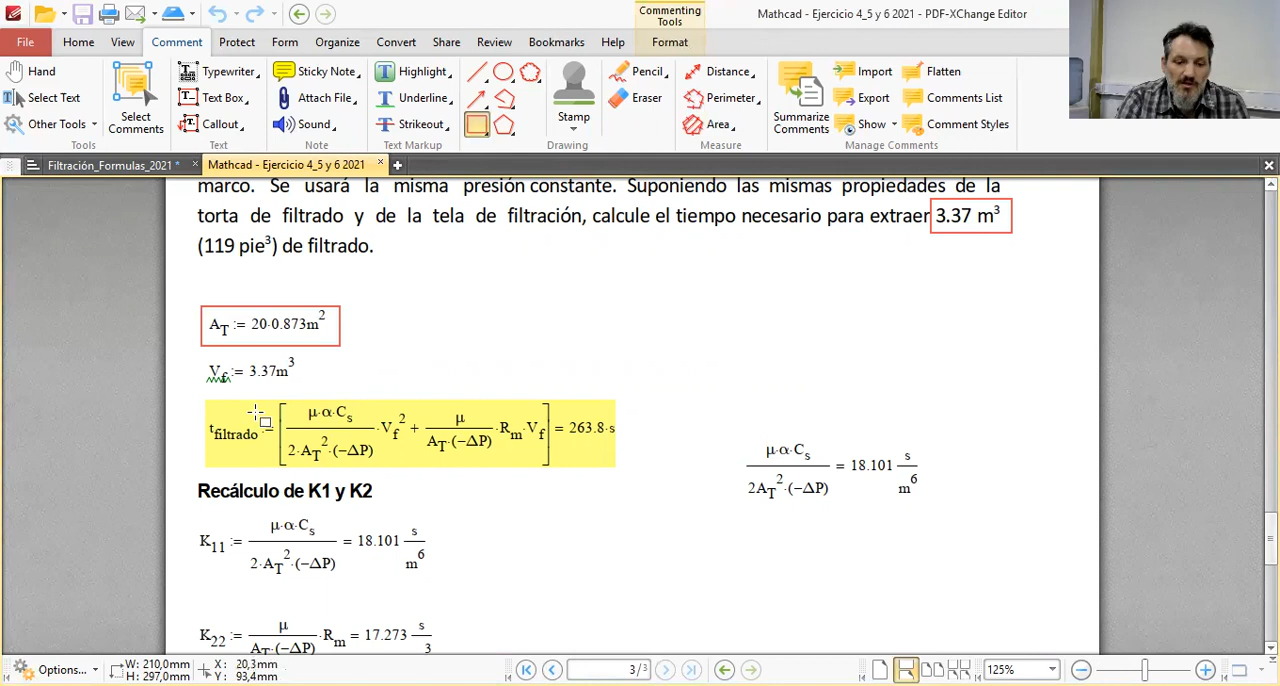 Commenting
Tools
Mathcad - Ejercicio 4_5 y 6 2021 - PDF-XChange Editor
File Home View Comment Protect Form Organize Convert Share Review Bookmarks Help Format
Hand
Select Text
Other Tools
Select
Comments
Tools
Typewriter
Text Box
Callout
Text
Sticky Note
Attach File
Sound
Note
Highlight
Underline
Strikeout
Text Markup
Drawing
Pencil
Eraser
Stamp
Distance
Perimeter
Area
Measure
Summarize
Comments
Import
Export
Show
Flatten
Comments List
Comment Styles
Manage Comments
Filtración_Formulas_2021 *
Mathcad - Ejercicio 4_5 y 6 2021
marco. Se usará la misma presión constante. Suponiendo las mismas propiedades de la
torta de filtrado y de la tela de filtración, calcule el tiempo necesario para extraer 3.37 m³
(119 pie³) de filtrado.
A_T := 20·0.873m²
V_f := 3.37m³
t_filtrado := [μ·α·C_s / 2·A_T²·(−ΔP) ·V_f² + μ / A_T·(−ΔP) ·R_m·V_f] = 263.8·s
μ·α·C_s / 2A_T²·(−ΔP) = 18.101 s/m⁶
Recálculo de K1 y K2
K_11 := μ·α·C_s / 2·A_T²·(−ΔP) = 18.101 s/m⁶
K_22 := μ / A_T·(−ΔP) ·R_m = 17.273 s/3
Options...
W: 210,0mm
H: 297,0mm
X: 20,3mm
Y: 93,4mm
3/3
125%